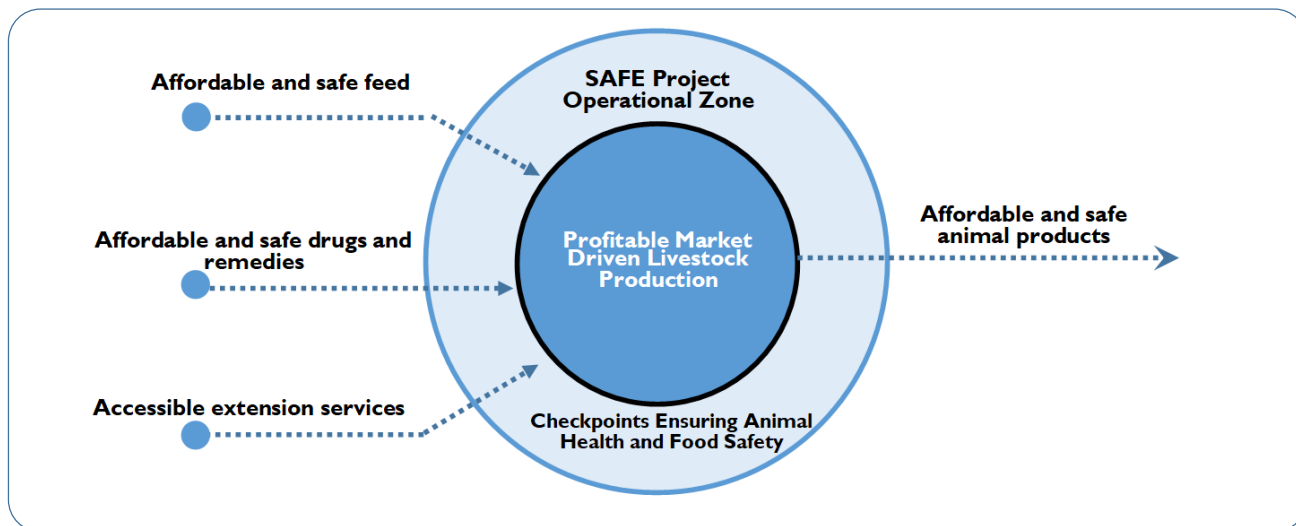 Affordable and safe feed
SAFE Project
Operational Zone
Affordable and safe drugs and
remedies
Profitable Market
Driven Livestock
Production
Affordable and safe
animal products
Accessible extension services
Checkpoints Ensuring Animal
Health and Food Safety